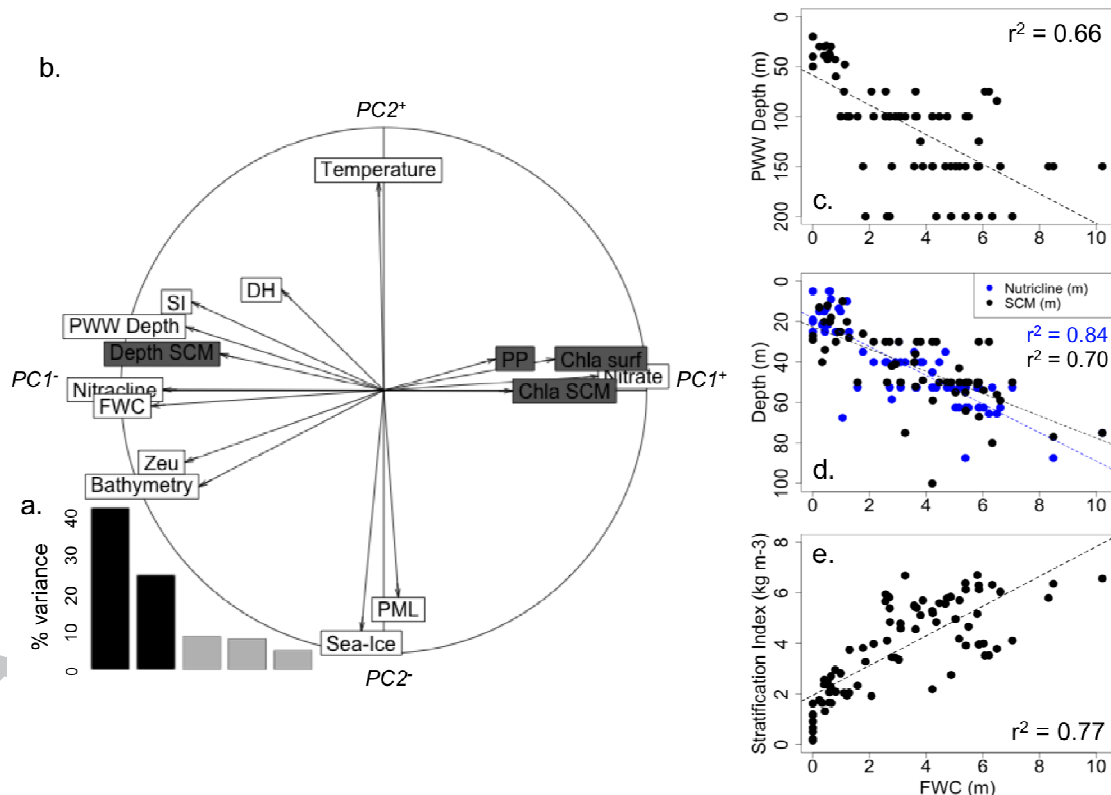 b.
PC2+
Temperature
DH
SI
PWW Depth
Depth SCM
PC1-
Nitracline
FWC
Zeu
Bathymetry
PP
Chla surf
Nitrate
Chla SCM
PC1+
PML
Sea-Ice
PC2-
a.
% variance
0 10 20 30 40
c.
r² = 0.66
PWW Depth (m)
0 50 100 150 200
0 2 4 6 8 10
d.
Nutricline (m)
SCM (m)
r² = 0.84
r² = 0.70
Depth (m)
0 20 40 60 80 100
0 2 4 6 8 10
e.
r² = 0.77
Stratification Index (kg m-3)
0 2 4 6 8
0 2 4 6 8 10
FWC (m)